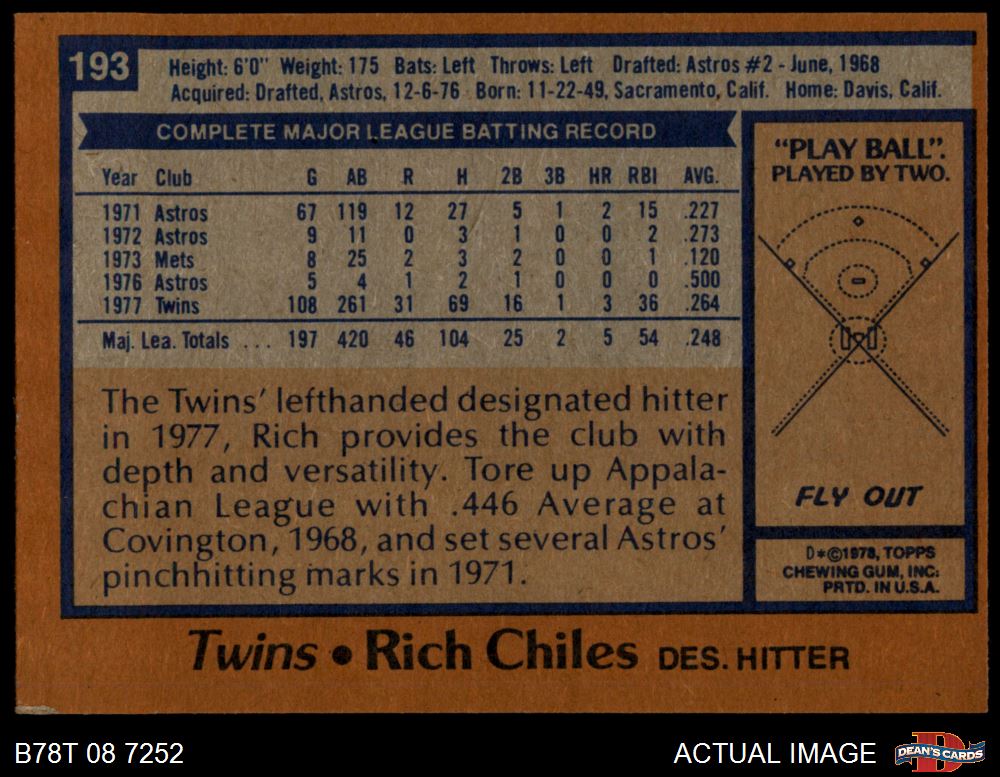 193
Height: 6'0" Weight: 175 Bats: Left Throws: Left Drafted: Astros #2 - June, 1968
Acquired: Drafted, Astros, 12-6-76 Born: 11-22-49, Sacramento, Calif. Home: Davis, Calif.
COMPLETE MAJOR LEAGUE BATTING RECORD
Year Club G AB R H 2B 3B HR RBI AVG.
1971 Astros 67 119 12 27 5 1 2 15 .227
1972 Astros 9 11 0 3 1 0 0 2 .273
1973 Mets 8 25 2 3 2 0 0 1 .120
1976 Astros 5 4 1 2 1 0 0 0 .500
1977 Twins 108 261 31 69 16 1 3 36 .264
Maj. Lea. Totals ... 197 420 46 104 25 2 5 54 .248
The Twins' lefthanded designated hitter
in 1977, Rich provides the club with
depth and versatility. Tore up Appala-
chian League with .446 Average at
Covington, 1968, and set several Astros'
pinchhitting marks in 1971.
"PLAY BALL".
PLAYED BY TWO.
FLY OUT
D*©1978, TOPPS
CHEWING GUM, INC.
PRTD. IN U.S.A.
Twins • Rich Chiles DES. HITTER
B78T 08 7252
ACTUAL IMAGE
D
DEAN'S CARDS